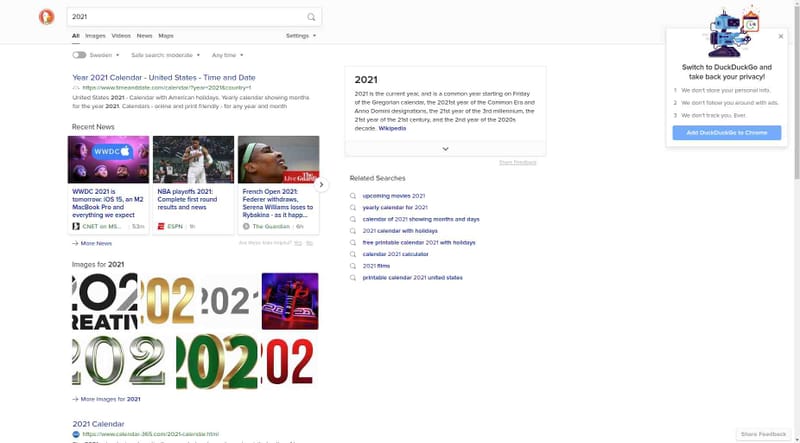 2021
All Images Videos News Maps Settings
Sweden Safe search: moderate Any time
Year 2021 Calendar - United States - Time and Date
https://www.timeanddate.com/calendar/?year=2021&country=1
United States 2021 - Calendar with American holidays. Yearly calendar showing months
for the year 2021. Calendars - online and print friendly - for any year and month
Recent News
WWDC
The
Live Guardian
WWDC 2021 is
tomorrow: iOS 15, an M2
MacBook Pro and
everything we expect
CNET on MS... 53m
NBA playoffs 2021:
Complete first round
results and news
ESPN 1h
French Open 2021:
Federer withdraws,
Serena Williams loses to
Rybakina - as it happ...
The Guardian 6h
More News
Are these links helpful? Yes No
Images for 2021
202
CREATIV
202
2021
202
202
202
More Images for 2021
2021 Calendar
https://www.calendar-365.com/2021-calendar.html
2021
2021 is the current year, and is a common year starting on Friday
of the Gregorian calendar, the 2021st year of the Common Era and
Anno Domini designations, the 21st year of the 3rd millennium, the
21st year of the 21st century, and the 2nd year of the 2020s
decade. Wikipedia
Share Feedback
Related Searches
upcoming movies 2021
yearly calendar for 2021
calendar of 2021 showing months and days
2021 calendar with holidays
free printable calendar 2021 with holidays
calendar 2021 calculator
2021 films
printable calendar 2021 united states
Switch to DuckDuckGo and
take back your privacy!
1 We don't store your personal info.
2 We don't follow you around with ads.
3 We don't track you. Ever.
Add DuckDuckGo to Chrome
Share Feedback